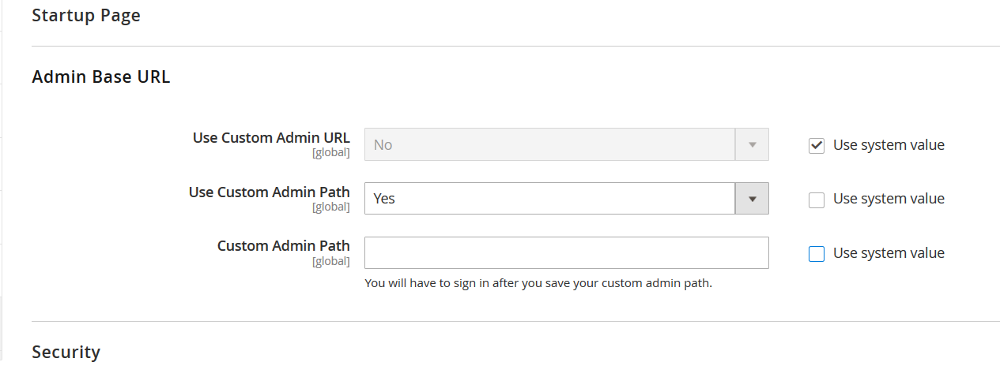 Startup Page
Admin Base URL
Use Custom Admin URL
[global]
No
Use system value
Use Custom Admin Path
[global]
Yes
Use system value
Custom Admin Path
[global]
Use system value
You will have to sign in after you save your custom admin path.
Security